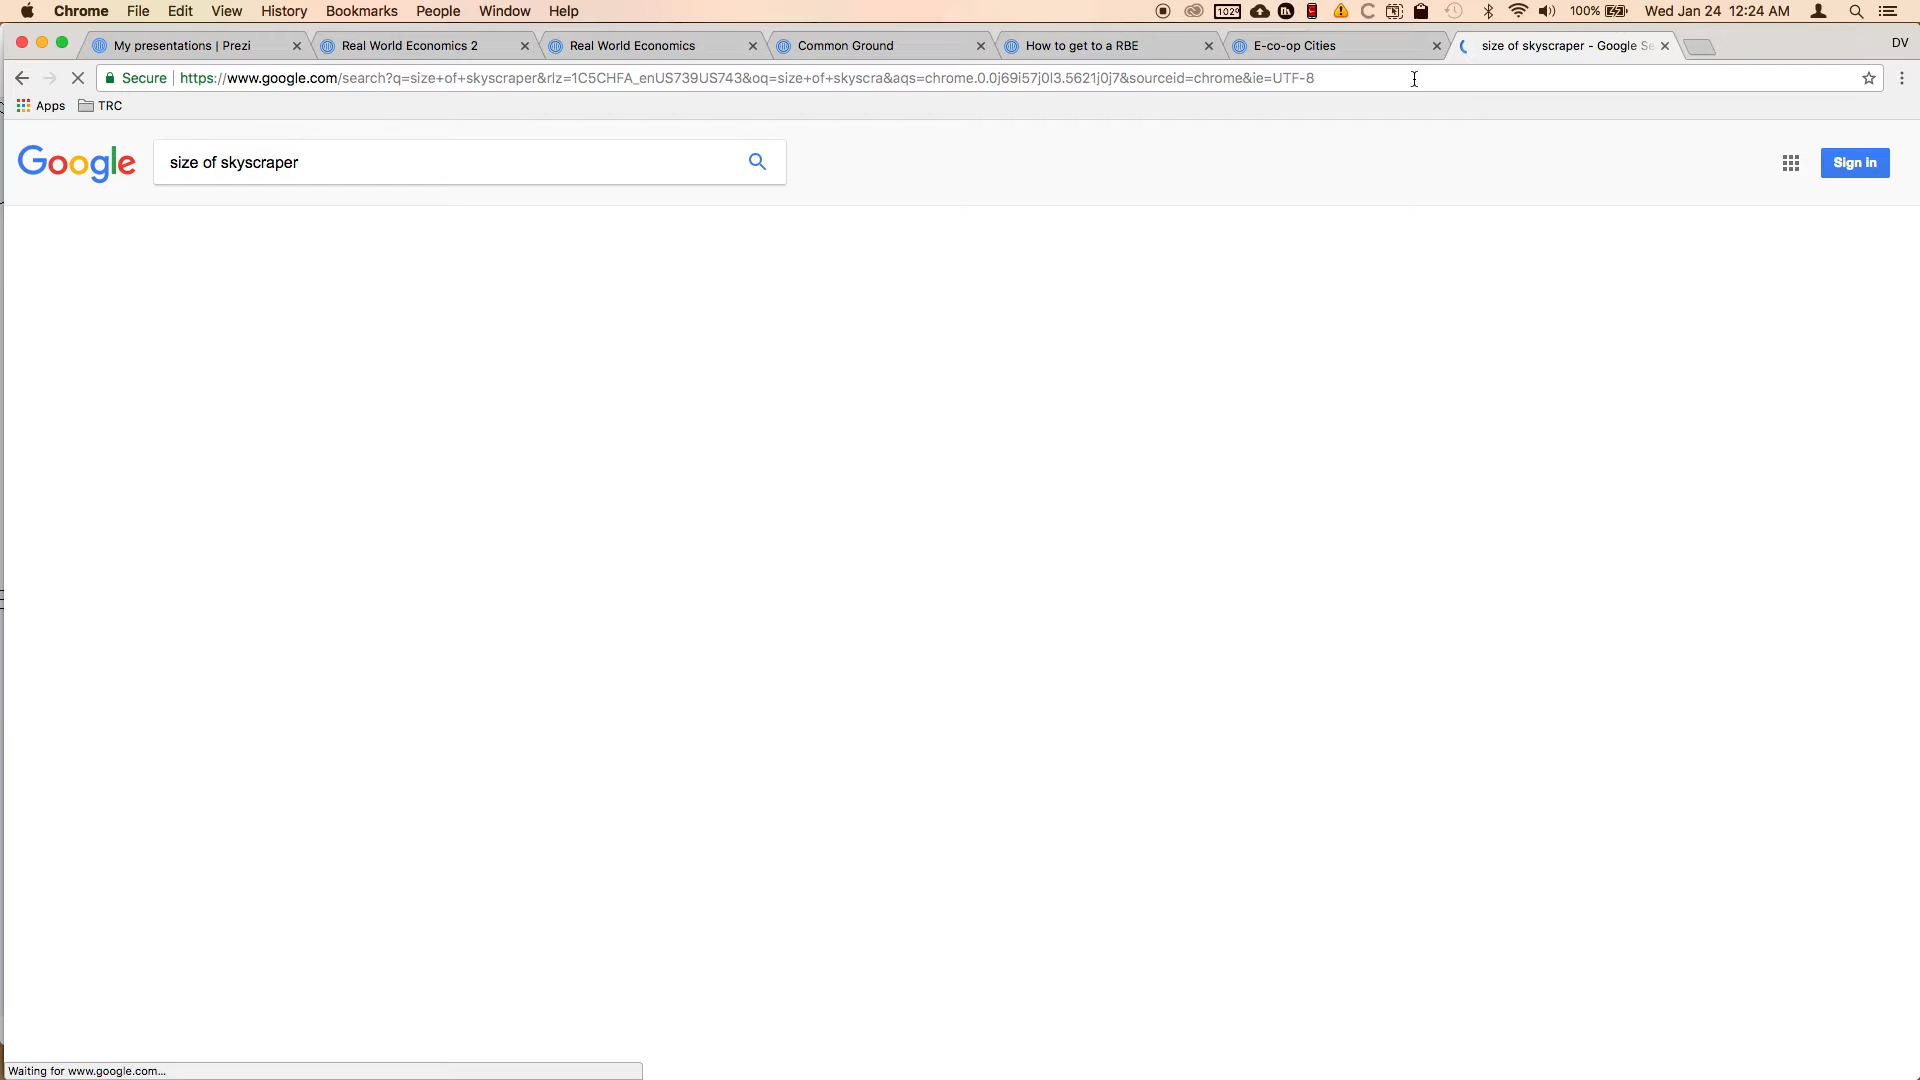 Chrome File Edit View History Bookmarks People Window Help 100% Wed Jan 24 12:24 AM
My presentations | Prezi Real World Economics 2 Real World Economics Common Ground How to get to a RBE E-co-op Cities size of skyscraper - Google Se DV
Secure https://www.google.com/search?q=size+of+skyscraper&rlz=1C5CHFA_enUS739US743&oq=size+of+skyscra&aqs=chrome.0.0j69i57j0l3.5621j0j7&sourceid=chrome&ie=UTF-8
Apps TRC
Google size of skyscraper Sign in
Waiting for www.google.com...